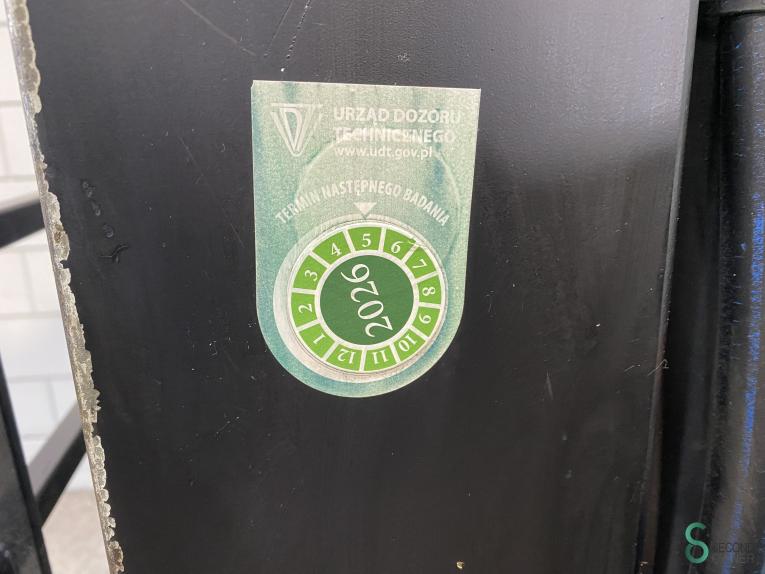 URZĄD DOZORU
TECHNICZNEGO
www.udt.gov.pl
TERMIN NASTĘPNEGO BADANIA
1 2 3 4 5 6 7 8 9 10 11 12
2026
SECOND